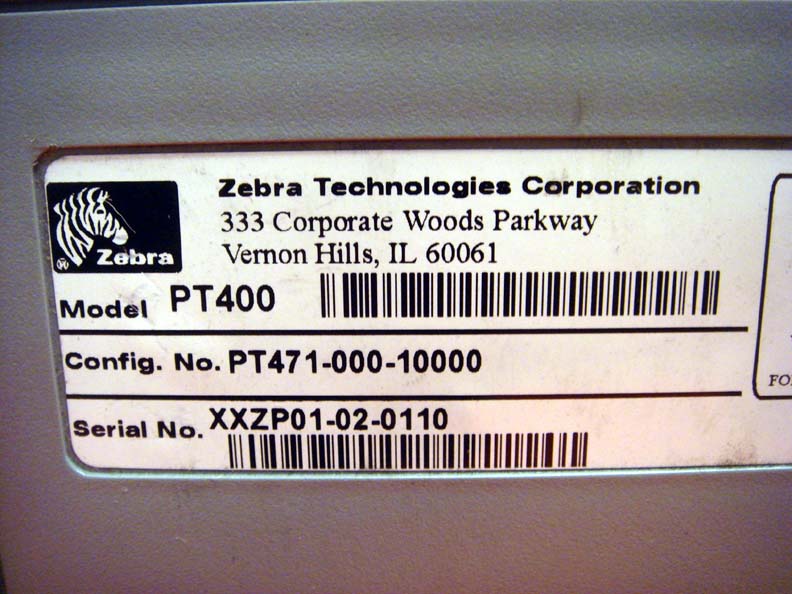 Zebra Technologies Corporation
333 Corporate Woods Parkway
Vernon Hills, IL 60061
® Zebra
Model PT400
Config. No. PT471-000-10000
FO
Serial No. XXZP01-02-0110